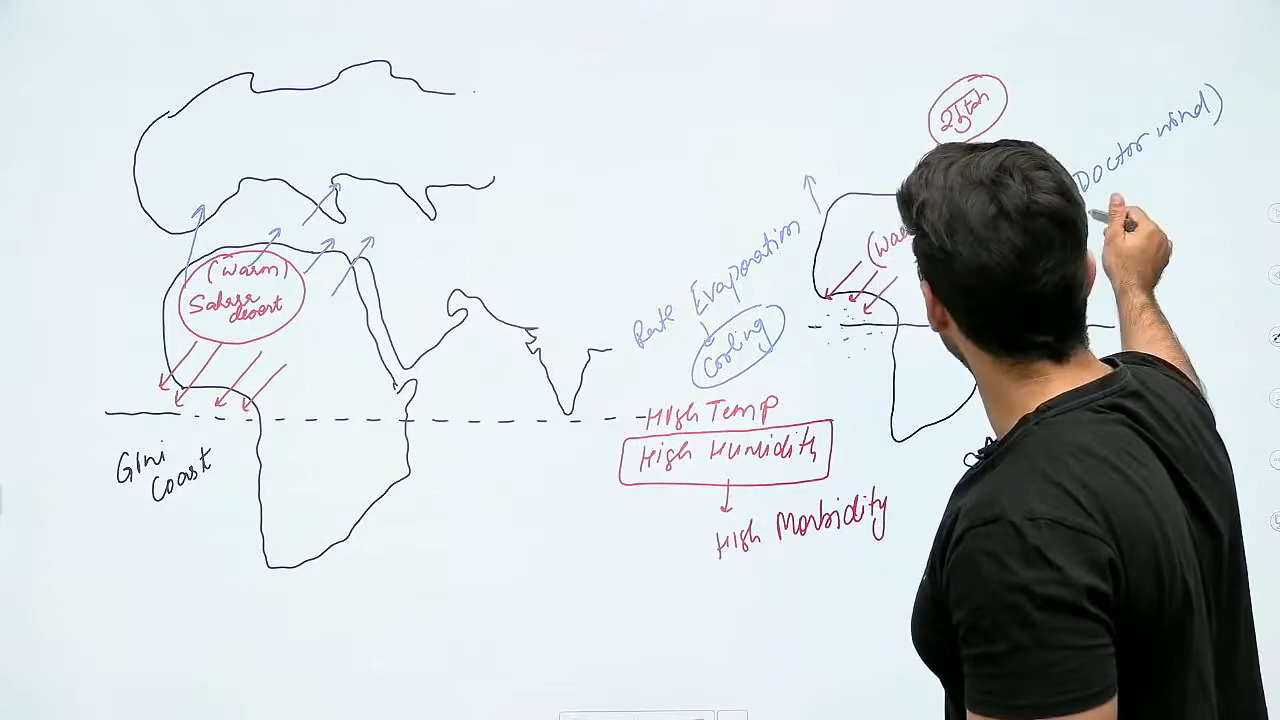 (warm)
Sahara
desert
Gini
Coast
Rate Evaporation
Cooling
High Temp
High Humidity
High Morbidity
Doctor wind)